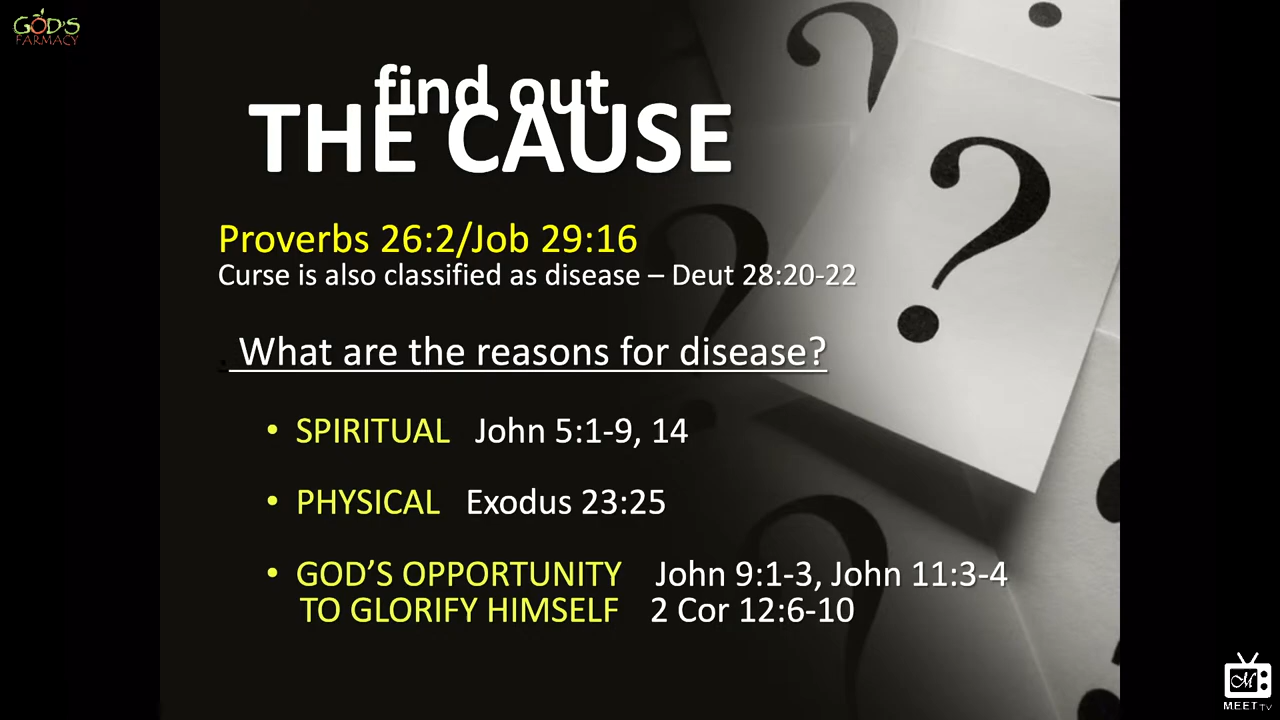 GOD'S
FARMACY
find out
THE CAUSE
Proverbs 26:2/Job 29:16
Curse is also classified as disease – Deut 28:20-22
. What are the reasons for disease?
• SPIRITUAL John 5:1-9, 14
• PHYSICAL Exodus 23:25
• GOD’S OPPORTUNITY John 9:1-3, John 11:3-4
TO GLORIFY HIMSELF 2 Cor 12:6-10
?
?
?
?
M
MEET TV